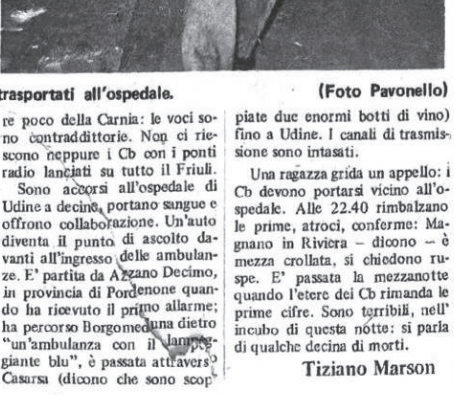 trasportati all'ospedale.
(Foto Pavonello)
re poco della Carnia: le voci so-
no contraddittorie. Non ci rie-
scono neppure i Cb con i ponti
radio lanciati su tutto il Friuli.
Sono accorsi all'ospedale di
Udine a decine, portano sangue e
offrono collaborazione. Un'auto
diventa il punto di ascolto da-
vanti all'ingresso delle ambulan-
ze. E' partita da Azzano Decimo,
in provincia di Pordenone quan-
do ha ricevuto il primo allarme;
ha percorso Borgomeduna dietro
"un'ambulanza con il lampeg-
giante blu", è passata attravers
Casarsa (dicono che sono scop
piate due enormi botti di vino)
fino a Udine. I canali di trasmis-
sione sono intasati.
Una ragazza grida un appello: i
Cb devono portarsi vicino all'o-
spedale. Alle 22.40 rimbalzano
le prime, atroci, conferme: Ma-
gnano in Riviera – dicono – è
mezza crollata, si chiedono ru-
spe. E' passata la mezzanotte
quando l'etere dei Cb rimanda le
prime cifre. Sono terribili, nell'
incubo di questa notte: si parla
di qualche decina di morti.
Tiziano Marson